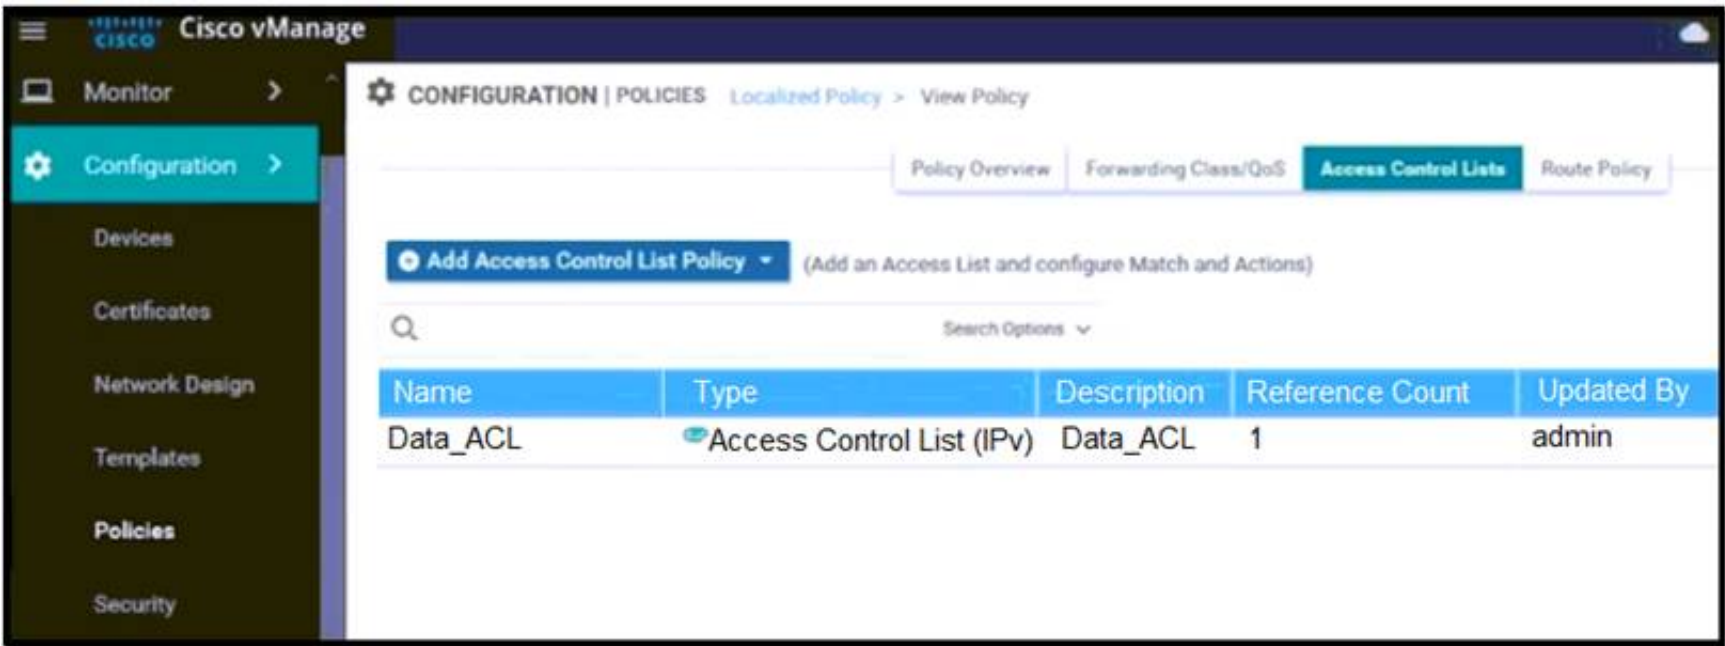 CISCO Cisco vManage
Monitor
CONFIGURATION | POLICIES Localized Policy > View Policy
Configuration
Policy Overview Forwarding Class/QoS Access Control Lists Route Policy
Devices
Add Access Control List Policy (Add an Access List and configure Match and Actions)
Certificates
Search Options
Network Design
Name Type Description Reference Count Updated By
Data_ACL Access Control List (IPv) Data_ACL 1 admin
Templates
Policies
Security